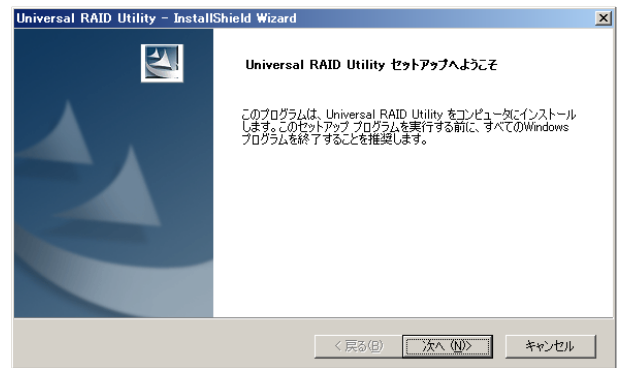 Universal RAID Utility - InstallShield Wizard
Universal RAID Utility セットアップへようこそ
このプログラムは、Universal RAID Utility をコンピュータにインストール
します。このセットアップ プログラムを実行する前に、すべてのWindows
プログラムを終了することを推奨します。
< 戻る(B) 次へ (N)> キャンセル